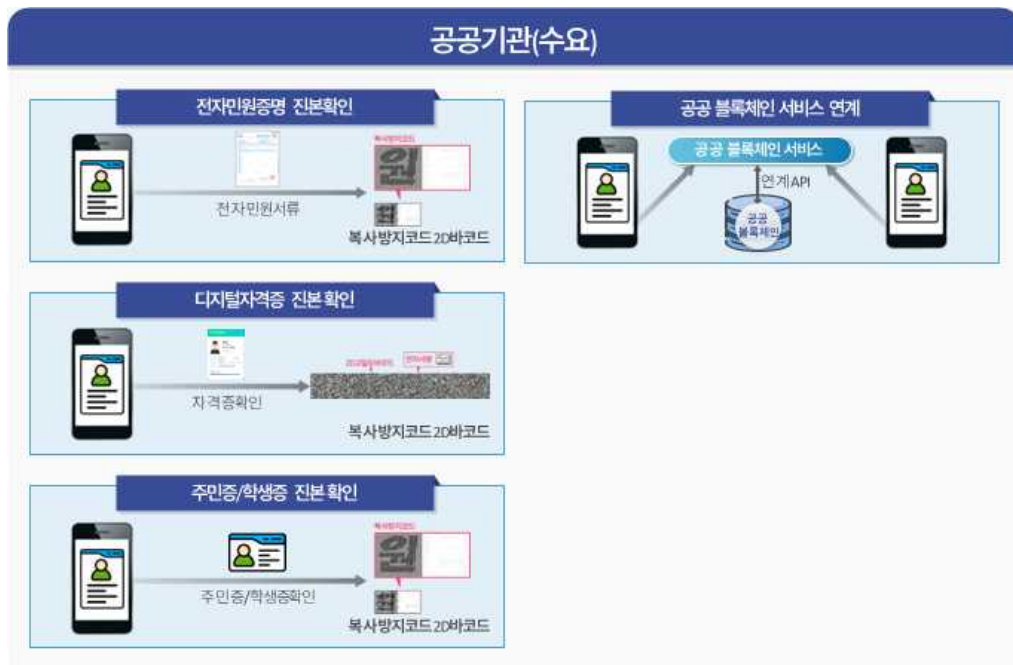 공공기관(수요)
전자민원증명 진본확인
복사방지코드
원
전자민원서류
복사방지코드 2D바코드
공공 블록체인 서비스 연계
공공 블록체인 서비스
연계 API
공공
블록체인
디지털자격증 진본 확인
자격증확인
복사방지코드 2D바코드
주민증/학생증 진본 확인
복사방지코드
원
주민증/학생증확인
복사방지코드 2D바코드